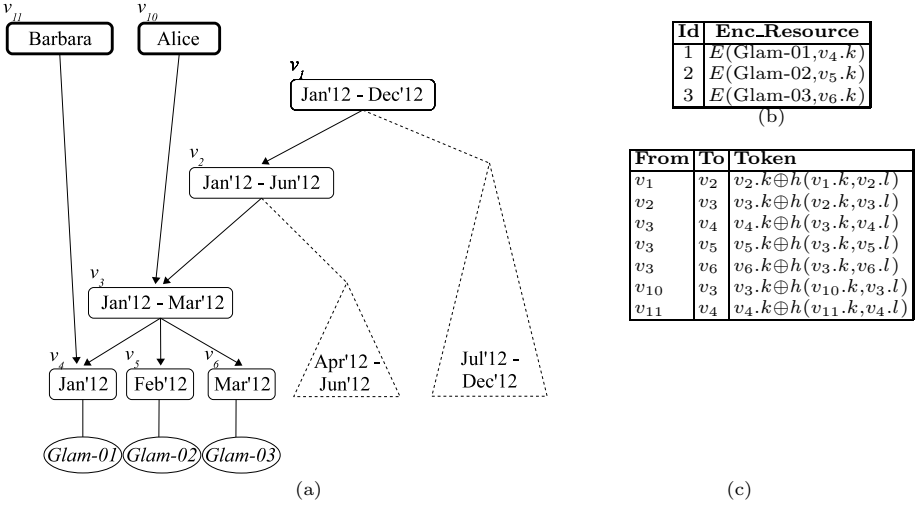 v11
v10
Barbara
Alice
v1
Jan'12 - Dec'12
v2
Jan'12 - Jun'12
v3
Jan'12 - Mar'12
v4
v5
v6
Jan'12
Feb'12
Mar'12
Apr'12 -
Jun'12
Jul'12 -
Dec'12
Glam-01
Glam-02
Glam-03
(a)
Id Enc_Resource
1 E(Glam-01,v4.k)
2 E(Glam-02,v5.k)
3 E(Glam-03,v6.k)
(b)
From To Token
v1 v2 v2.k⊕h(v1.k,v2.l)
v2 v3 v3.k⊕h(v2.k,v3.l)
v3 v4 v4.k⊕h(v3.k,v4.l)
v3 v5 v5.k⊕h(v3.k,v5.l)
v3 v6 v6.k⊕h(v3.k,v6.l)
v10 v3 v3.k⊕h(v10.k,v3.l)
v11 v4 v4.k⊕h(v11.k,v4.l)
(c)